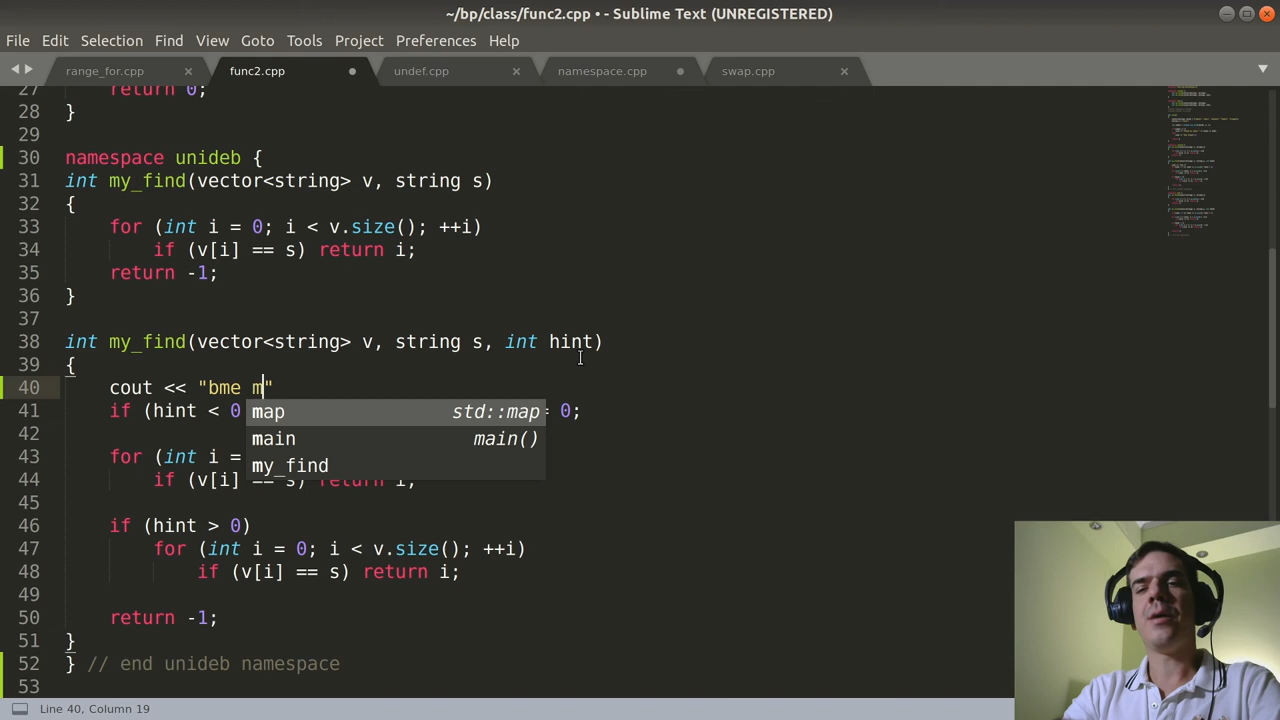 ~/bp/class/func2.cpp • - Sublime Text (UNREGISTERED)
File Edit Selection Find View Goto Tools Project Preferences Help
range_for.cpp func2.cpp undef.cpp namespace.cpp swap.cpp
27 return 0;
28 }
29
30 namespace unideb {
31 int my_find(vector<string> v, string s)
32 {
33 for (int i = 0; i < v.size(); ++i)
34 if (v[i] == s) return i;
35 return -1;
36 }
37
38 int my_find(vector<string> v, string s, int hint)
39 {
40 cout << "bme m"
41 if (hint < 0 = 0;
map std::map
42 main main()
43 for (int i =
my_find
44 if (v[i] == s) return i;
45
46 if (hint > 0)
47 for (int i = 0; i < v.size(); ++i)
48 if (v[i] == s) return i;
49
50 return -1;
51 }
52 } // end unideb namespace
53
Line 40, Column 19